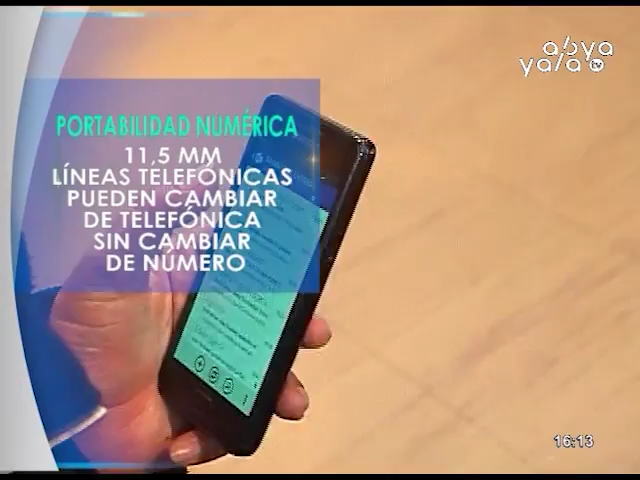 abya
yala tv
PORTABILIDAD NUMÉRICA
11,5 MM
LÍNEAS TELEFÓNICAS
PUEDEN CAMBIAR
DE TELEFÓNICA
SIN CAMBIAR
DE NÚMERO
16:13